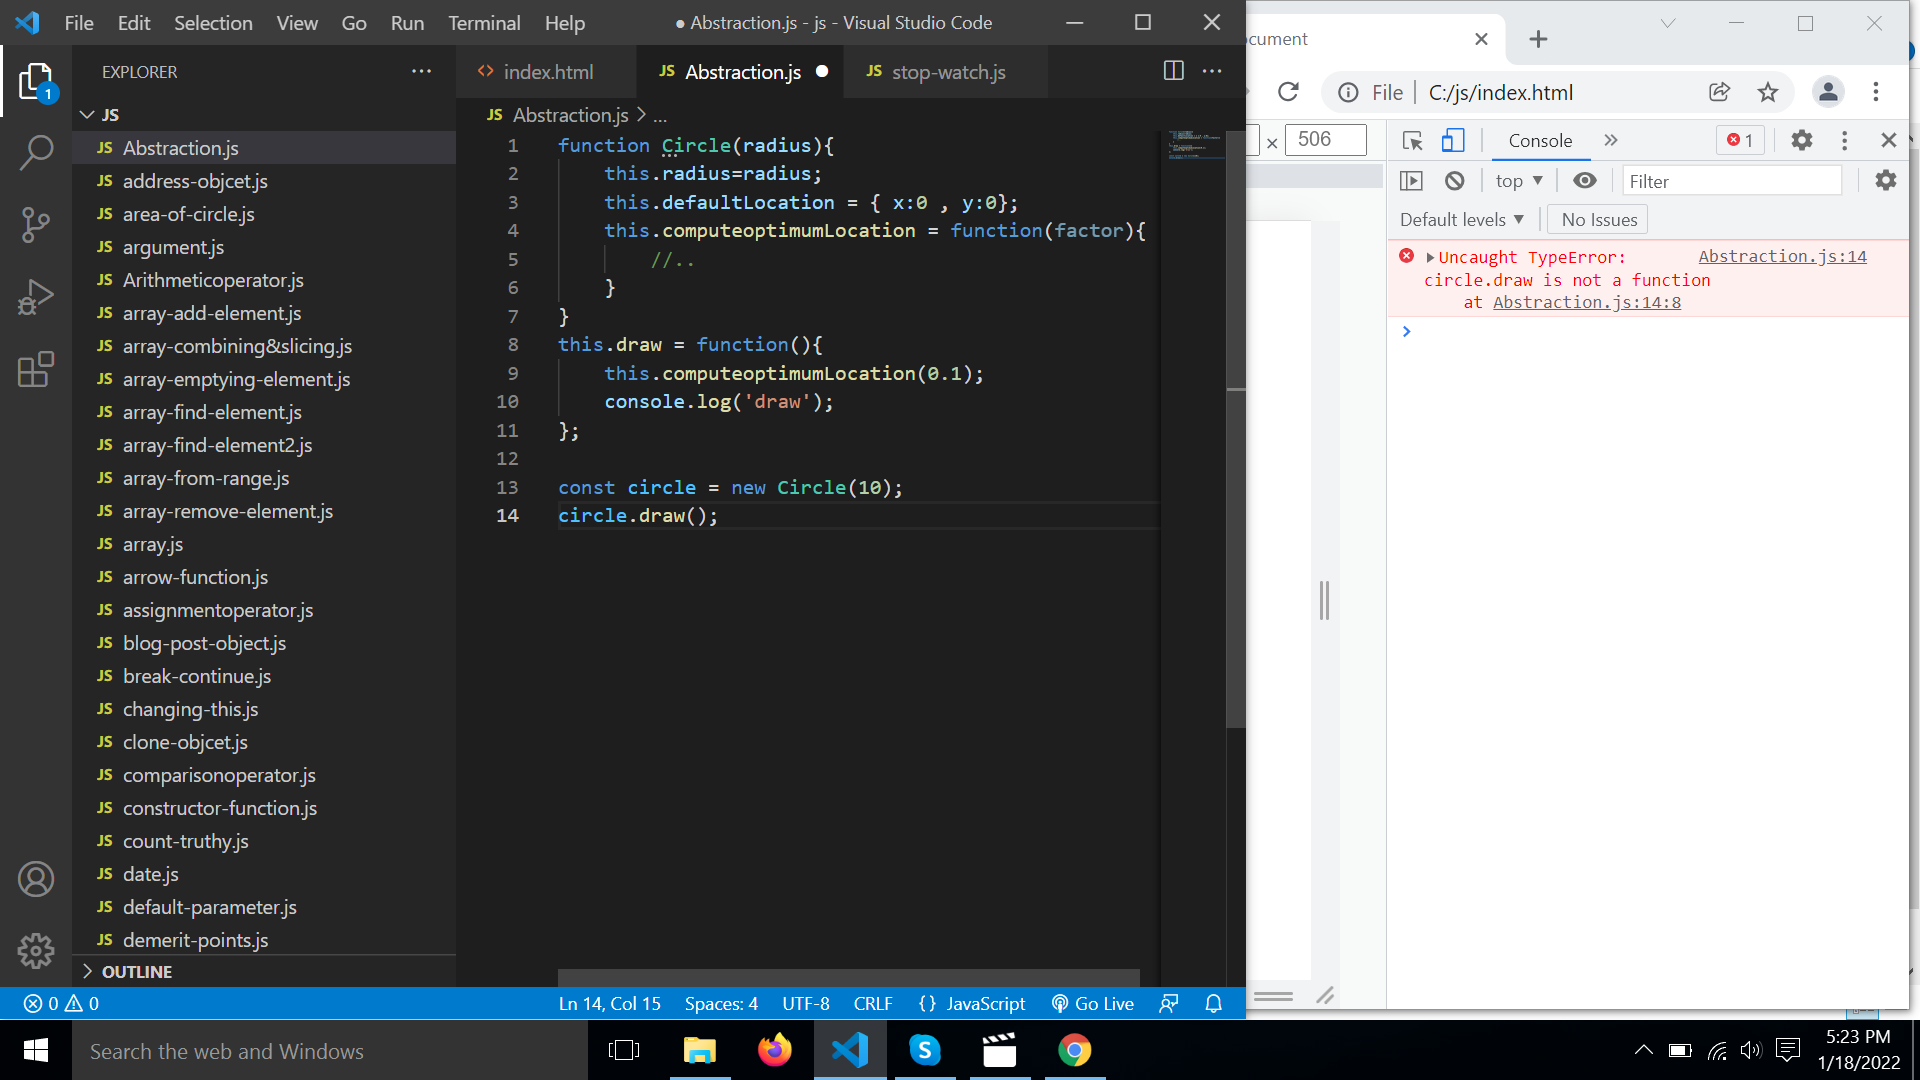 File Edit Selection View Go Run Terminal Help ● Abstraction.js - js - Visual Studio Code
EXPLORER
1
JS
JS Abstraction.js
JS address-objcet.js
JS area-of-circle.js
JS argument.js
JS Arithmeticoperator.js
JS array-add-element.js
JS array-combining&slicing.js
JS array-emptying-element.js
JS array-find-element.js
JS array-find-element2.js
JS array-from-range.js
JS array-remove-element.js
JS array.js
JS arrow-function.js
JS assignmentoperator.js
JS blog-post-object.js
JS break-continue.js
JS changing-this.js
JS clone-objcet.js
JS comparisonoperator.js
JS constructor-function.js
JS count-truthy.js
JS date.js
JS default-parameter.js
JS demerit-points.js
OUTLINE
<> index.html JS Abstraction.js ● JS stop-watch.js
JS Abstraction.js > ...
1 function Circle(radius){
2 this.radius=radius;
3 this.defaultLocation = { x:0 , y:0};
4 this.computeoptimumLocation = function(factor){
5 //..
6 }
7 }
8 this.draw = function(){
9 this.computeoptimumLocation(0.1);
10 console.log('draw');
11 };
12
13 const circle = new Circle(10);
14 circle.draw();
0 0 Ln 14, Col 15 Spaces: 4 UTF-8 CRLF {} JavaScript Go Live
ocument
File | C:/js/index.html
× 506
Console » 1
top ▼ Filter
Default levels ▼ No Issues
Uncaught TypeError: Abstraction.js:14
circle.draw is not a function
at Abstraction.js:14:8
Search the web and Windows
5:23 PM
1/18/2022